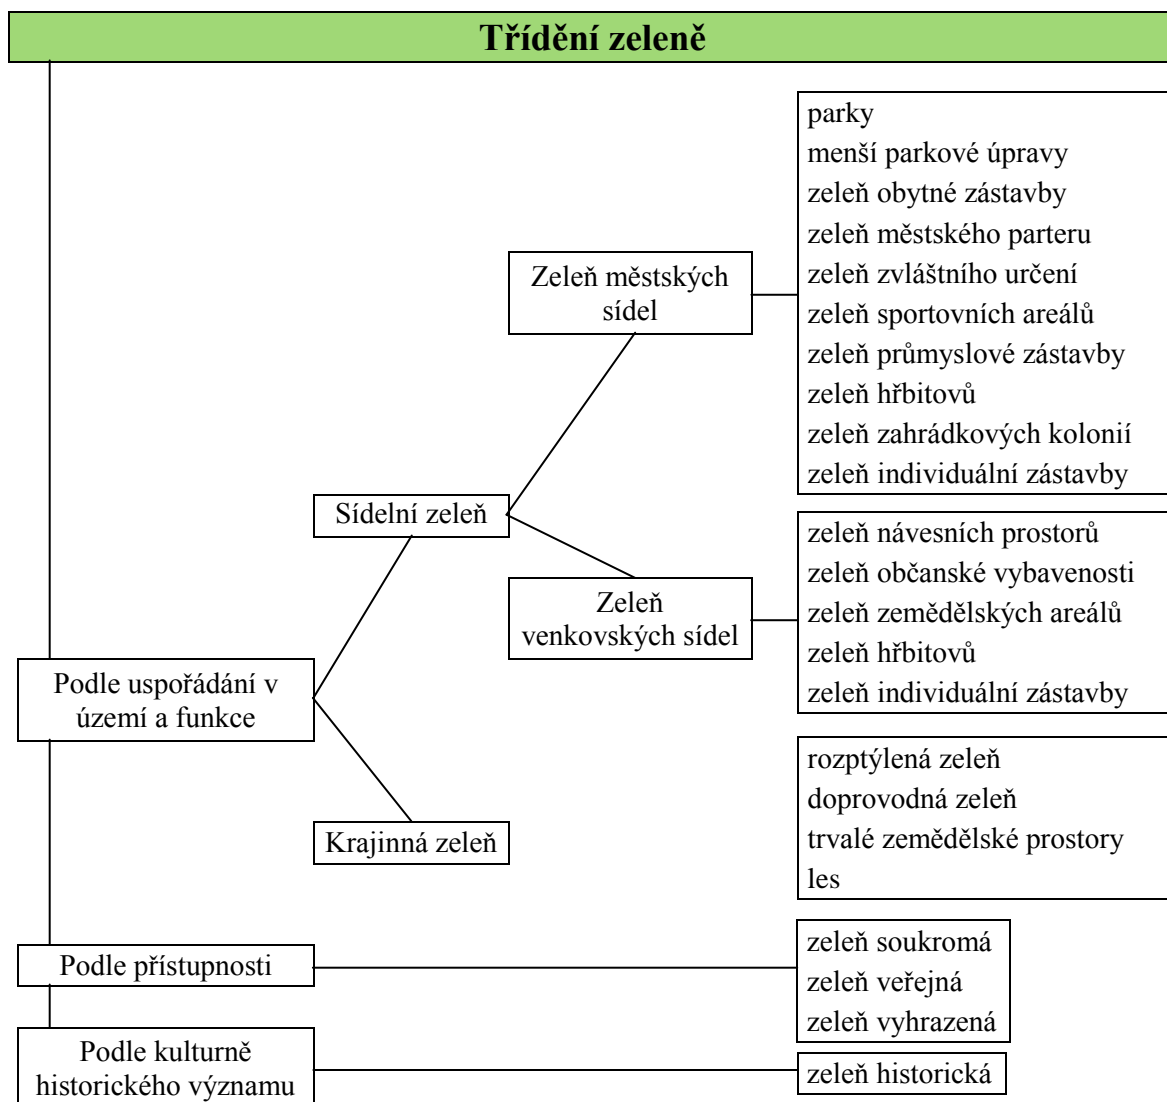 Třídění zeleně
parky
menší parkové úpravy
zeleň obytné zástavby
zeleň městského parteru
zeleň zvláštního určení
zeleň sportovních areálů
zeleň průmyslové zástavby
zeleň hřbitovů
zeleň zahrádkových kolonií
zeleň individuální zástavby
Zeleň městských
sídel
Sídelní zeleň
zeleň návesních prostorů
zeleň občanské vybavenosti
zeleň zemědělských areálů
zeleň hřbitovů
zeleň individuální zástavby
Zeleň
venkovských sídel
Podle uspořádání v
území a funkce
rozptýlená zeleň
doprovodná zeleň
trvalé zemědělské prostory
les
Krajinná zeleň
Podle přístupnosti
zeleň soukromá
zeleň veřejná
zeleň vyhrazená
Podle kulturně
historického významu
zeleň historická